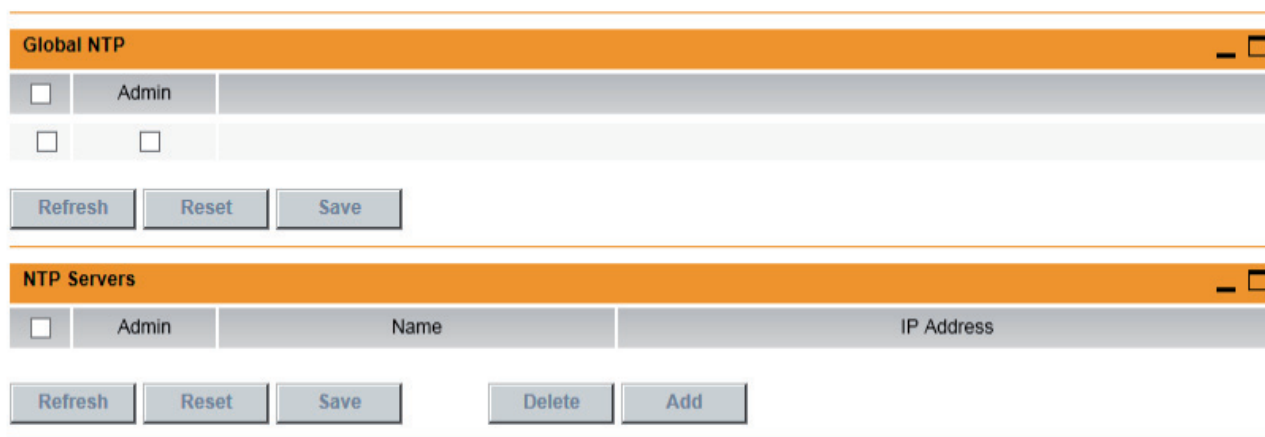 Global NTP
Admin
Refresh Reset Save
NTP Servers
Admin Name IP Address
Refresh Reset Save Delete Add